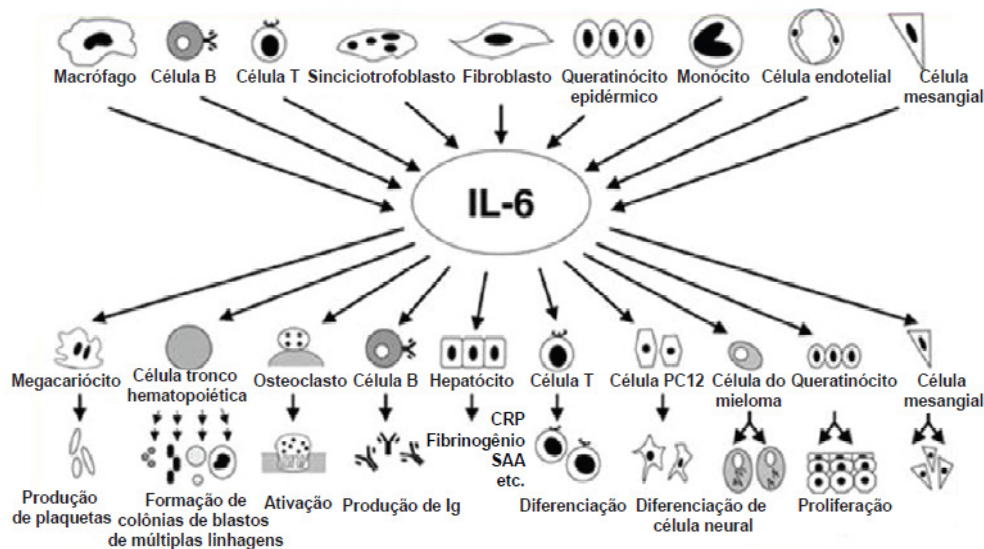 Macrófago
Célula B
Célula T
Sinciciotrofoblasto
Fibroblasto
Queratinócito
epidérmico
Monócito
Célula endotelial
Célula
mesangial
IL-6
Megacariócito
Célula tronco
hematopoiética
Osteoclasto
Célula B
Hepatócito
Célula T
Célula PC12
Célula do
mieloma
Queratinócito
Célula
mesangial
Produção
de plaquetas
Formação de
colônias de blastos
de múltiplas linhagens
Ativação
Produção de Ig
CRP
Fibrinogênio
SAA
etc.
Diferenciação
Diferenciação de
célula neural
Proliferação